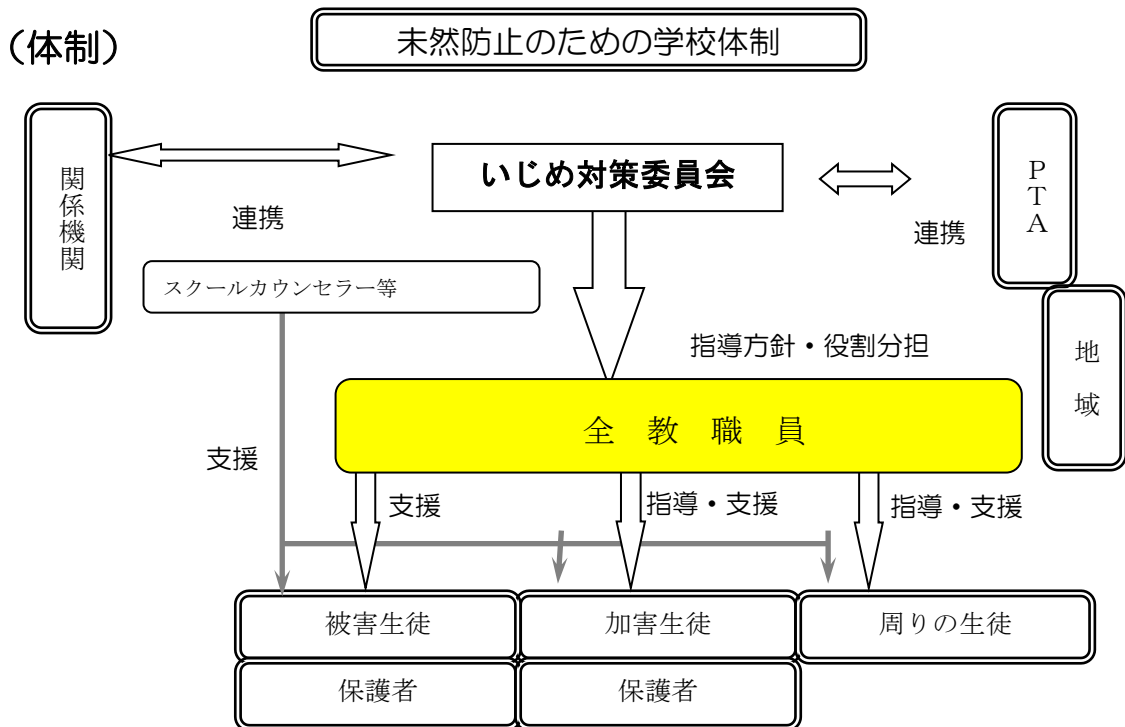 （体制）
未然防止のための学校体制
関係機関
連携
いじめ対策委員会
連携
PTA
地域
スクールカウンセラー等
指導方針・役割分担
全教職員
支援
支援
指導・支援
指導・支援
被害生徒
加害生徒
周りの生徒
保護者
保護者